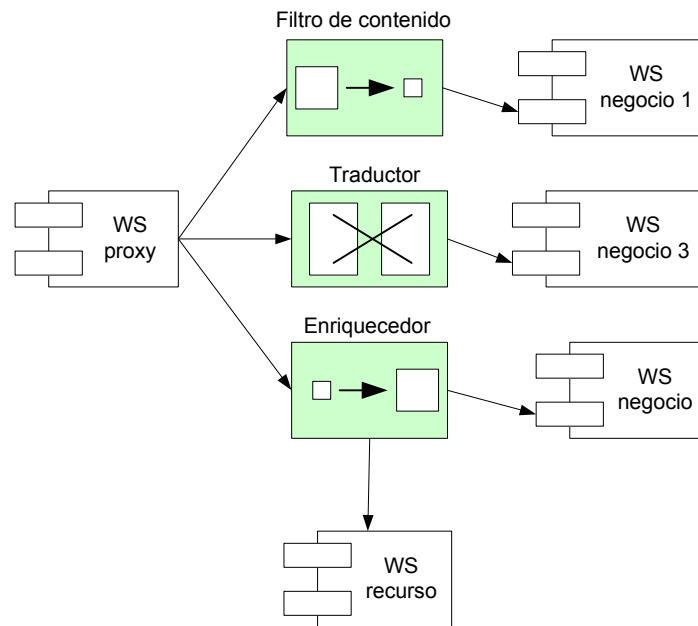 Filtro de contenido
WS
negocio 1
Traductor
WS
proxy
WS
negocio 3
Enriquecedor
WS
negocio
WS
recurso